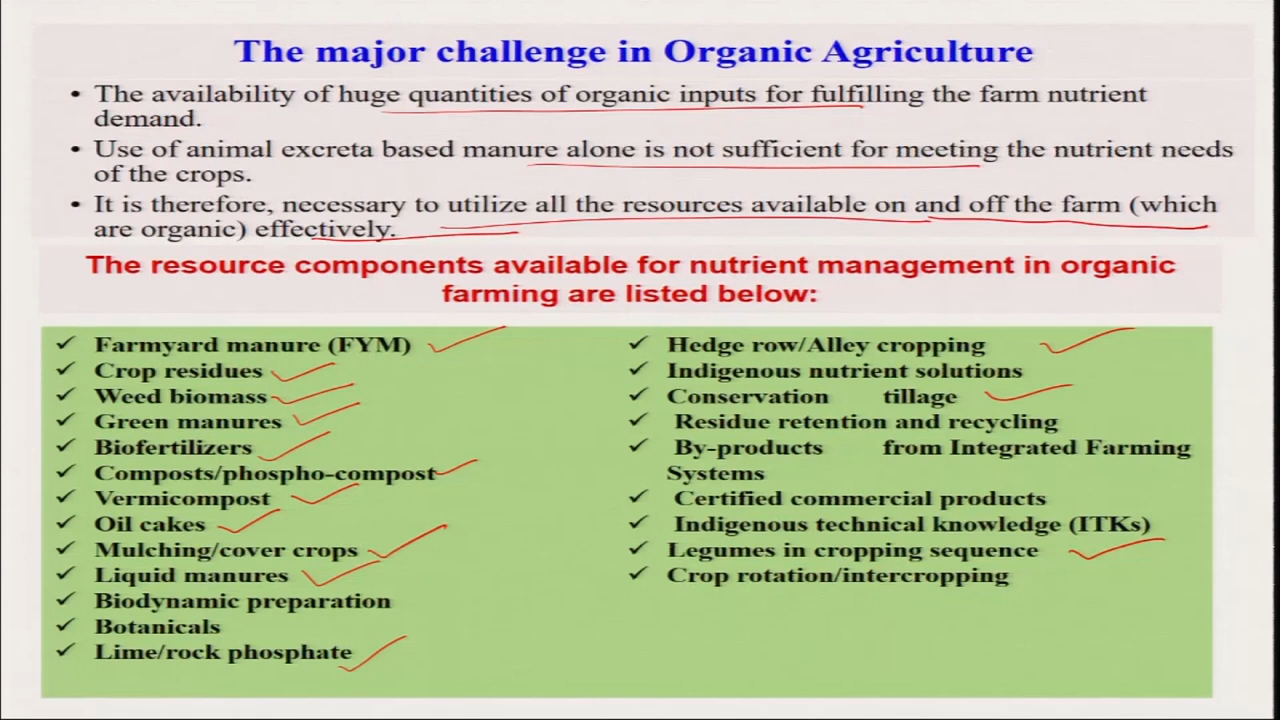 The major challenge in Organic Agriculture
• The availability of huge quantities of organic inputs for fulfilling the farm nutrient
demand.
• Use of animal excreta based manure alone is not sufficient for meeting the nutrient needs
of the crops.
• It is therefore, necessary to utilize all the resources available on and off the farm (which
are organic) effectively.
The resource components available for nutrient management in organic
farming are listed below:
✓ Farmyard manure (FYM)
✓ Crop residues
✓ Weed biomass
✓ Green manures
✓ Biofertilizers
✓ Composts/phospho-compost
✓ Vermicompost
✓ Oil cakes
✓ Mulching/cover crops
✓ Liquid manures
✓ Biodynamic preparation
✓ Botanicals
✓ Lime/rock phosphate
✓ Hedge row/Alley cropping
✓ Indigenous nutrient solutions
✓ Conservation tillage
✓ Residue retention and recycling
✓ By-products from Integrated Farming
Systems
✓ Certified commercial products
✓ Indigenous technical knowledge (ITKs)
✓ Legumes in cropping sequence
✓ Crop rotation/intercropping